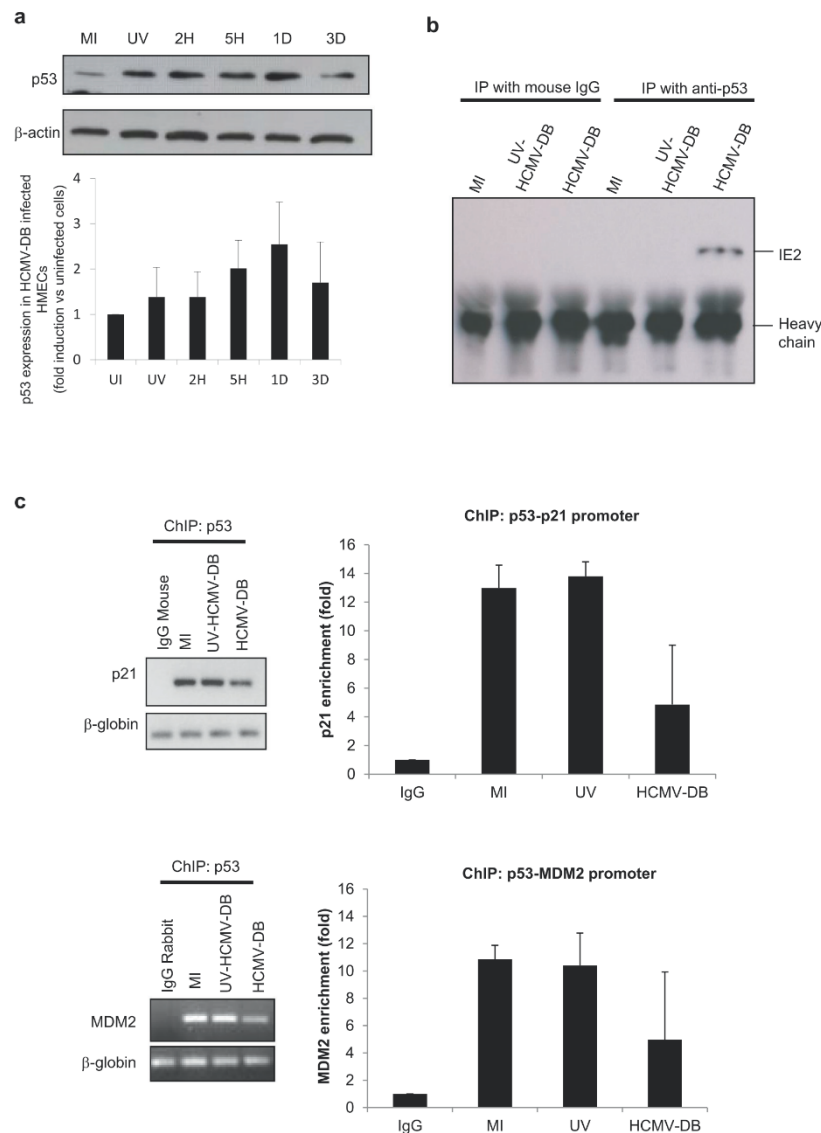 a
MI UV 2H 5H 1D 3D
p53
β-actin
p53 expression in HCMV-DB infected
HMECs
(fold induction vs uninfected cells)
4
3
2
1
0
UI UV 2H 5H 1D 3D
b
IP with mouse IgG IP with anti-p53
MI
UV-
HCMV-DB
HCMV-DB
MI
UV-
HCMV-DB
HCMV-DB
IE2
Heavy
chain
c
ChIP: p53
IgG Mouse
MI
UV-HCMV-DB
HCMV-DB
p21
β-globin
ChIP: p53-p21 promoter
p21 enrichment (fold)
16
14
12
10
8
6
4
2
0
IgG MI UV HCMV-DB
ChIP: p53
IgG Rabbit
MI
UV-HCMV-DB
HCMV-DB
MDM2
β-globin
ChIP: p53-MDM2 promoter
MDM2 enrichment (fold)
16
14
12
10
8
6
4
2
0
IgG MI UV HCMV-DB